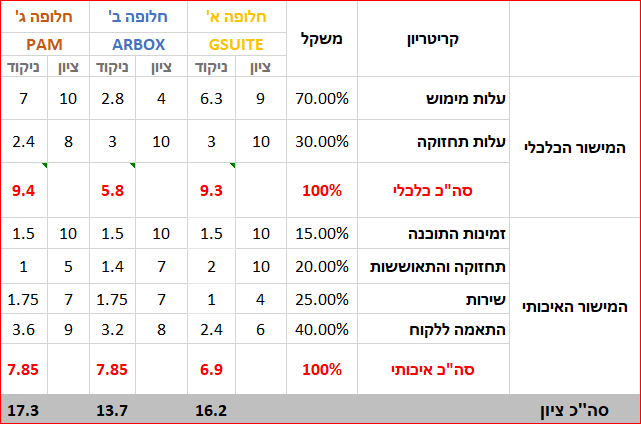 קריטריון משקל חלופה א' חלופה ב' חלופה ג'
GSUITE ARBOX PAM
ציון ניקוד ציון ניקוד ציון ניקוד
המישור הכלכלי
עלות מימוש 70.00% 9 6.3 4 2.8 10 7
עלות תחזוקה 30.00% 10 3 10 3 8 2.4
סה"כ כלכלי 100% 9.3 5.8 9.4
המישור האיכותי
זמינות התוכנה 15.00% 10 1.5 10 1.5 10 1.5
תחזוקה והתאוששות 20.00% 10 2 7 1.4 5 1
שירות 25.00% 4 1 7 1.75 7 1.75
התאמה ללקוח 40.00% 6 2.4 8 3.2 9 3.6
סה"כ איכותי 100% 6.9 7.85 7.85
סה"כ ציון 16.2 13.7 17.3